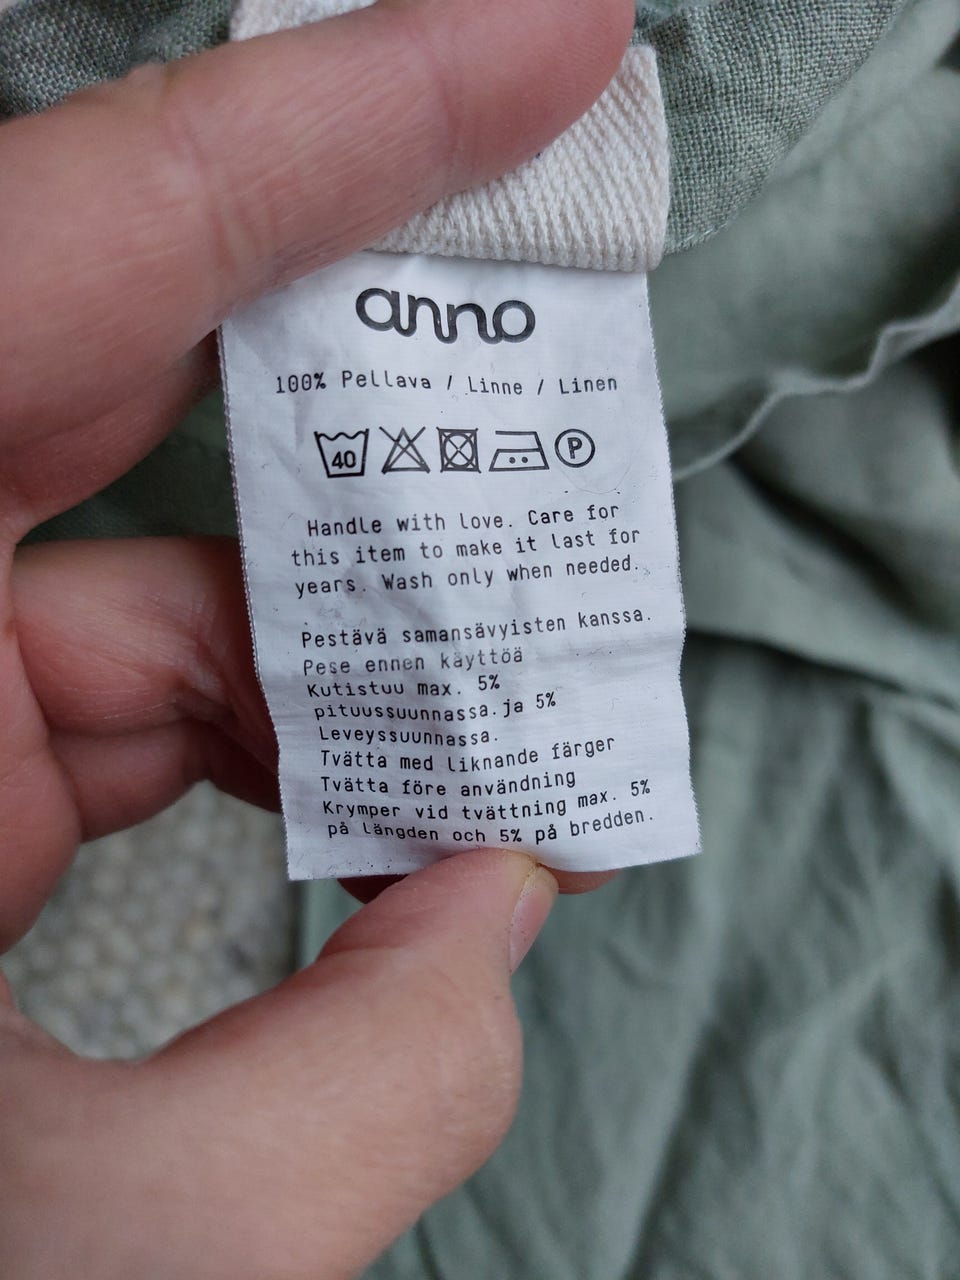 anno
100% Pellava / Linne / Linen
40 P
Handle with love. Care for
this item to make it last for
years. Wash only when needed.
Pestävä samansävyisten kanssa.
Pese ennen käyttöä
Kutistuu max. 5%
pituussuunnassa.ja 5%
Leveyssuunnassa.
Tvätta med liknande färger
Tvätta före användning
Krymper vid tvättning max. 5%
på längden och 5% på bredden.